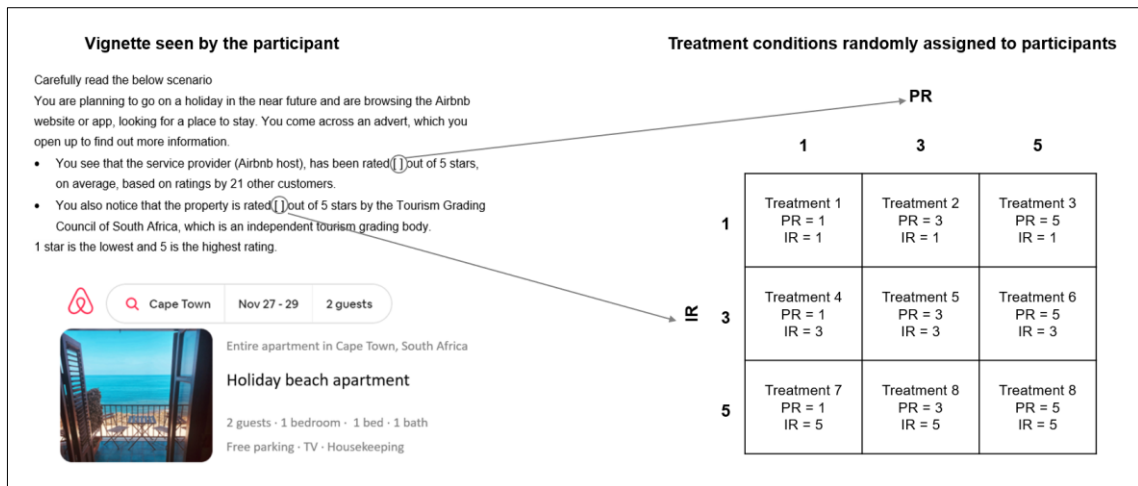 Vignette seen by the participant
Carefully read the below scenario
You are planning to go on a holiday in the near future and are browsing the Airbnb
website or app, looking for a place to stay. You come across an advert, which you
open up to find out more information.
• You see that the service provider (Airbnb host), has been rated [ ] out of 5 stars,
on average, based on ratings by 21 other customers.
• You also notice that the property is rated [ ] out of 5 stars by the Tourism Grading
Council of South Africa, which is an independent tourism grading body.
1 star is the lowest and 5 is the highest rating.
Cape Town Nov 27 - 29 2 guests
Entire apartment in Cape Town, South Africa
Holiday beach apartment
2 guests · 1 bedroom · 1 bed · 1 bath
Free parking · TV · Housekeeping
Treatment conditions randomly assigned to participants
PR
1 3 5
IR
1
Treatment 1
PR = 1
IR = 1
Treatment 2
PR = 3
IR = 1
Treatment 3
PR = 5
IR = 1
3
Treatment 4
PR = 1
IR = 3
Treatment 5
PR = 3
IR = 3
Treatment 6
PR = 5
IR = 3
5
Treatment 7
PR = 1
IR = 5
Treatment 8
PR = 3
IR = 5
Treatment 8
PR = 5
IR = 5